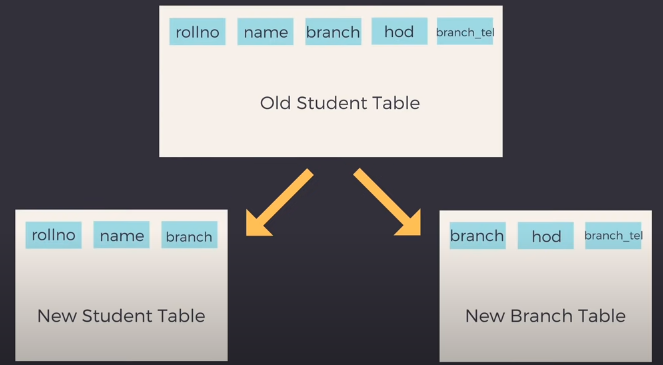 rollno name branch hod branch_tel
Old Student Table
rollno name branch
New Student Table
branch hod branch_tel
New Branch Table